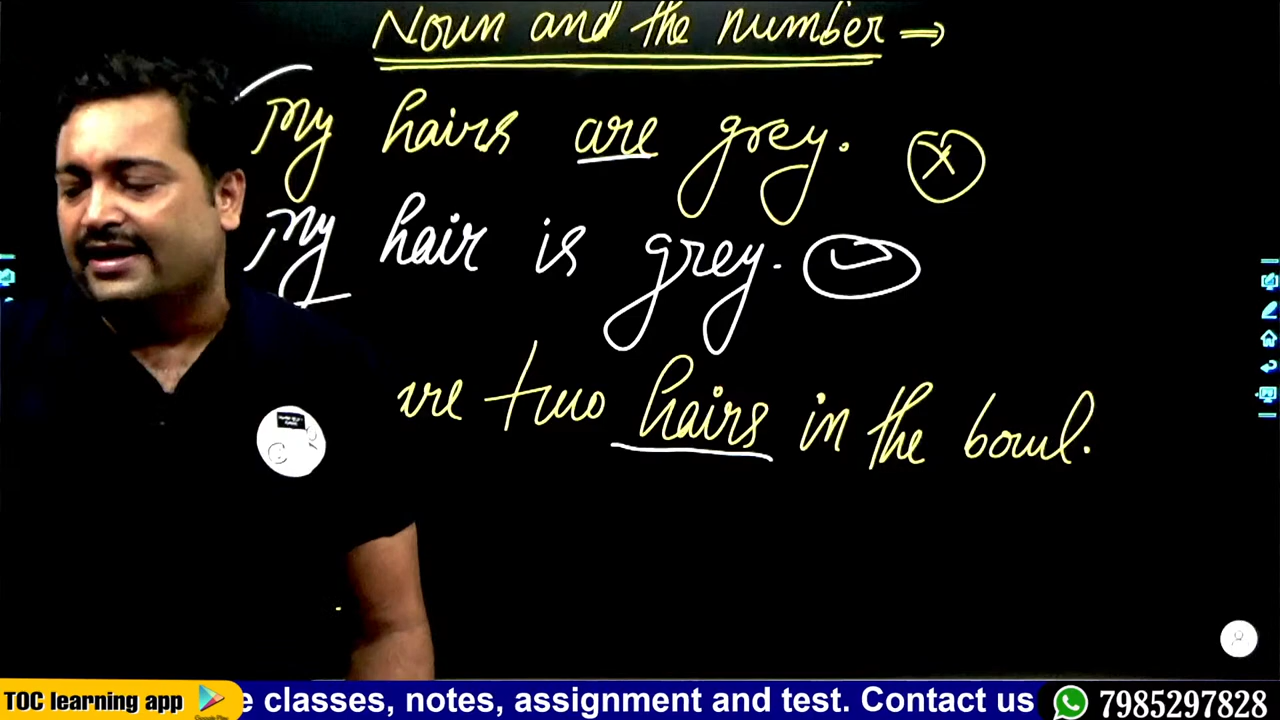 Noun and the number ⇒
My hairs are grey.
My hair is grey.
two hairs in the bowl.
TOC learning app
e classes, notes, assignment and test. Contact us
7985297828